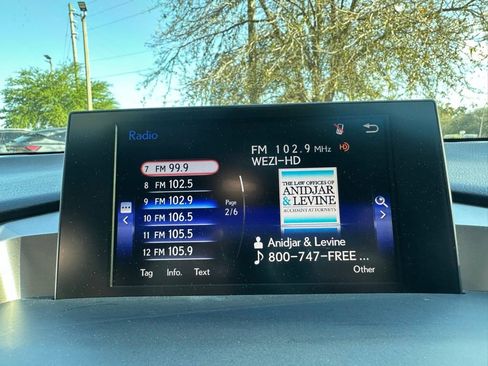 Radio
FM 102.9 MHz
WEZI-HD
7 FM 99.9
8 FM 102.5
9 FM 102.9
10 FM 106.5
11 FM 105.5
12 FM 105.9
Page
2/6
THE LAW OFFICES OF
ANIDJAR
& LEVINE
ACCIDENT ATTORNEYS
Anidjar & Levine
800-747-FREE ...
Tag Info. Text
Other